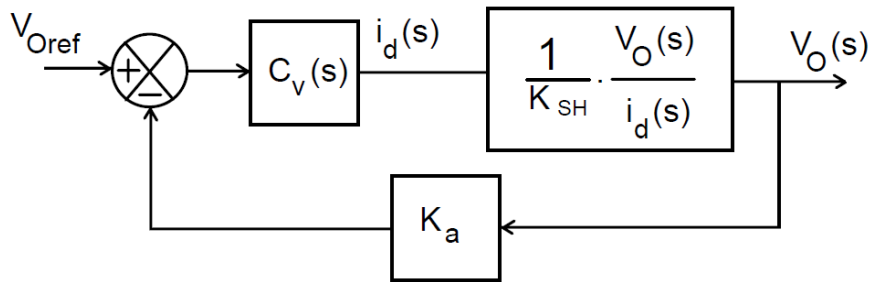 V_Oref
+
−
C_v(s)
i_d(s)
1/K_SH · V_O(s)/i_d(s)
V_O(s)
K_a